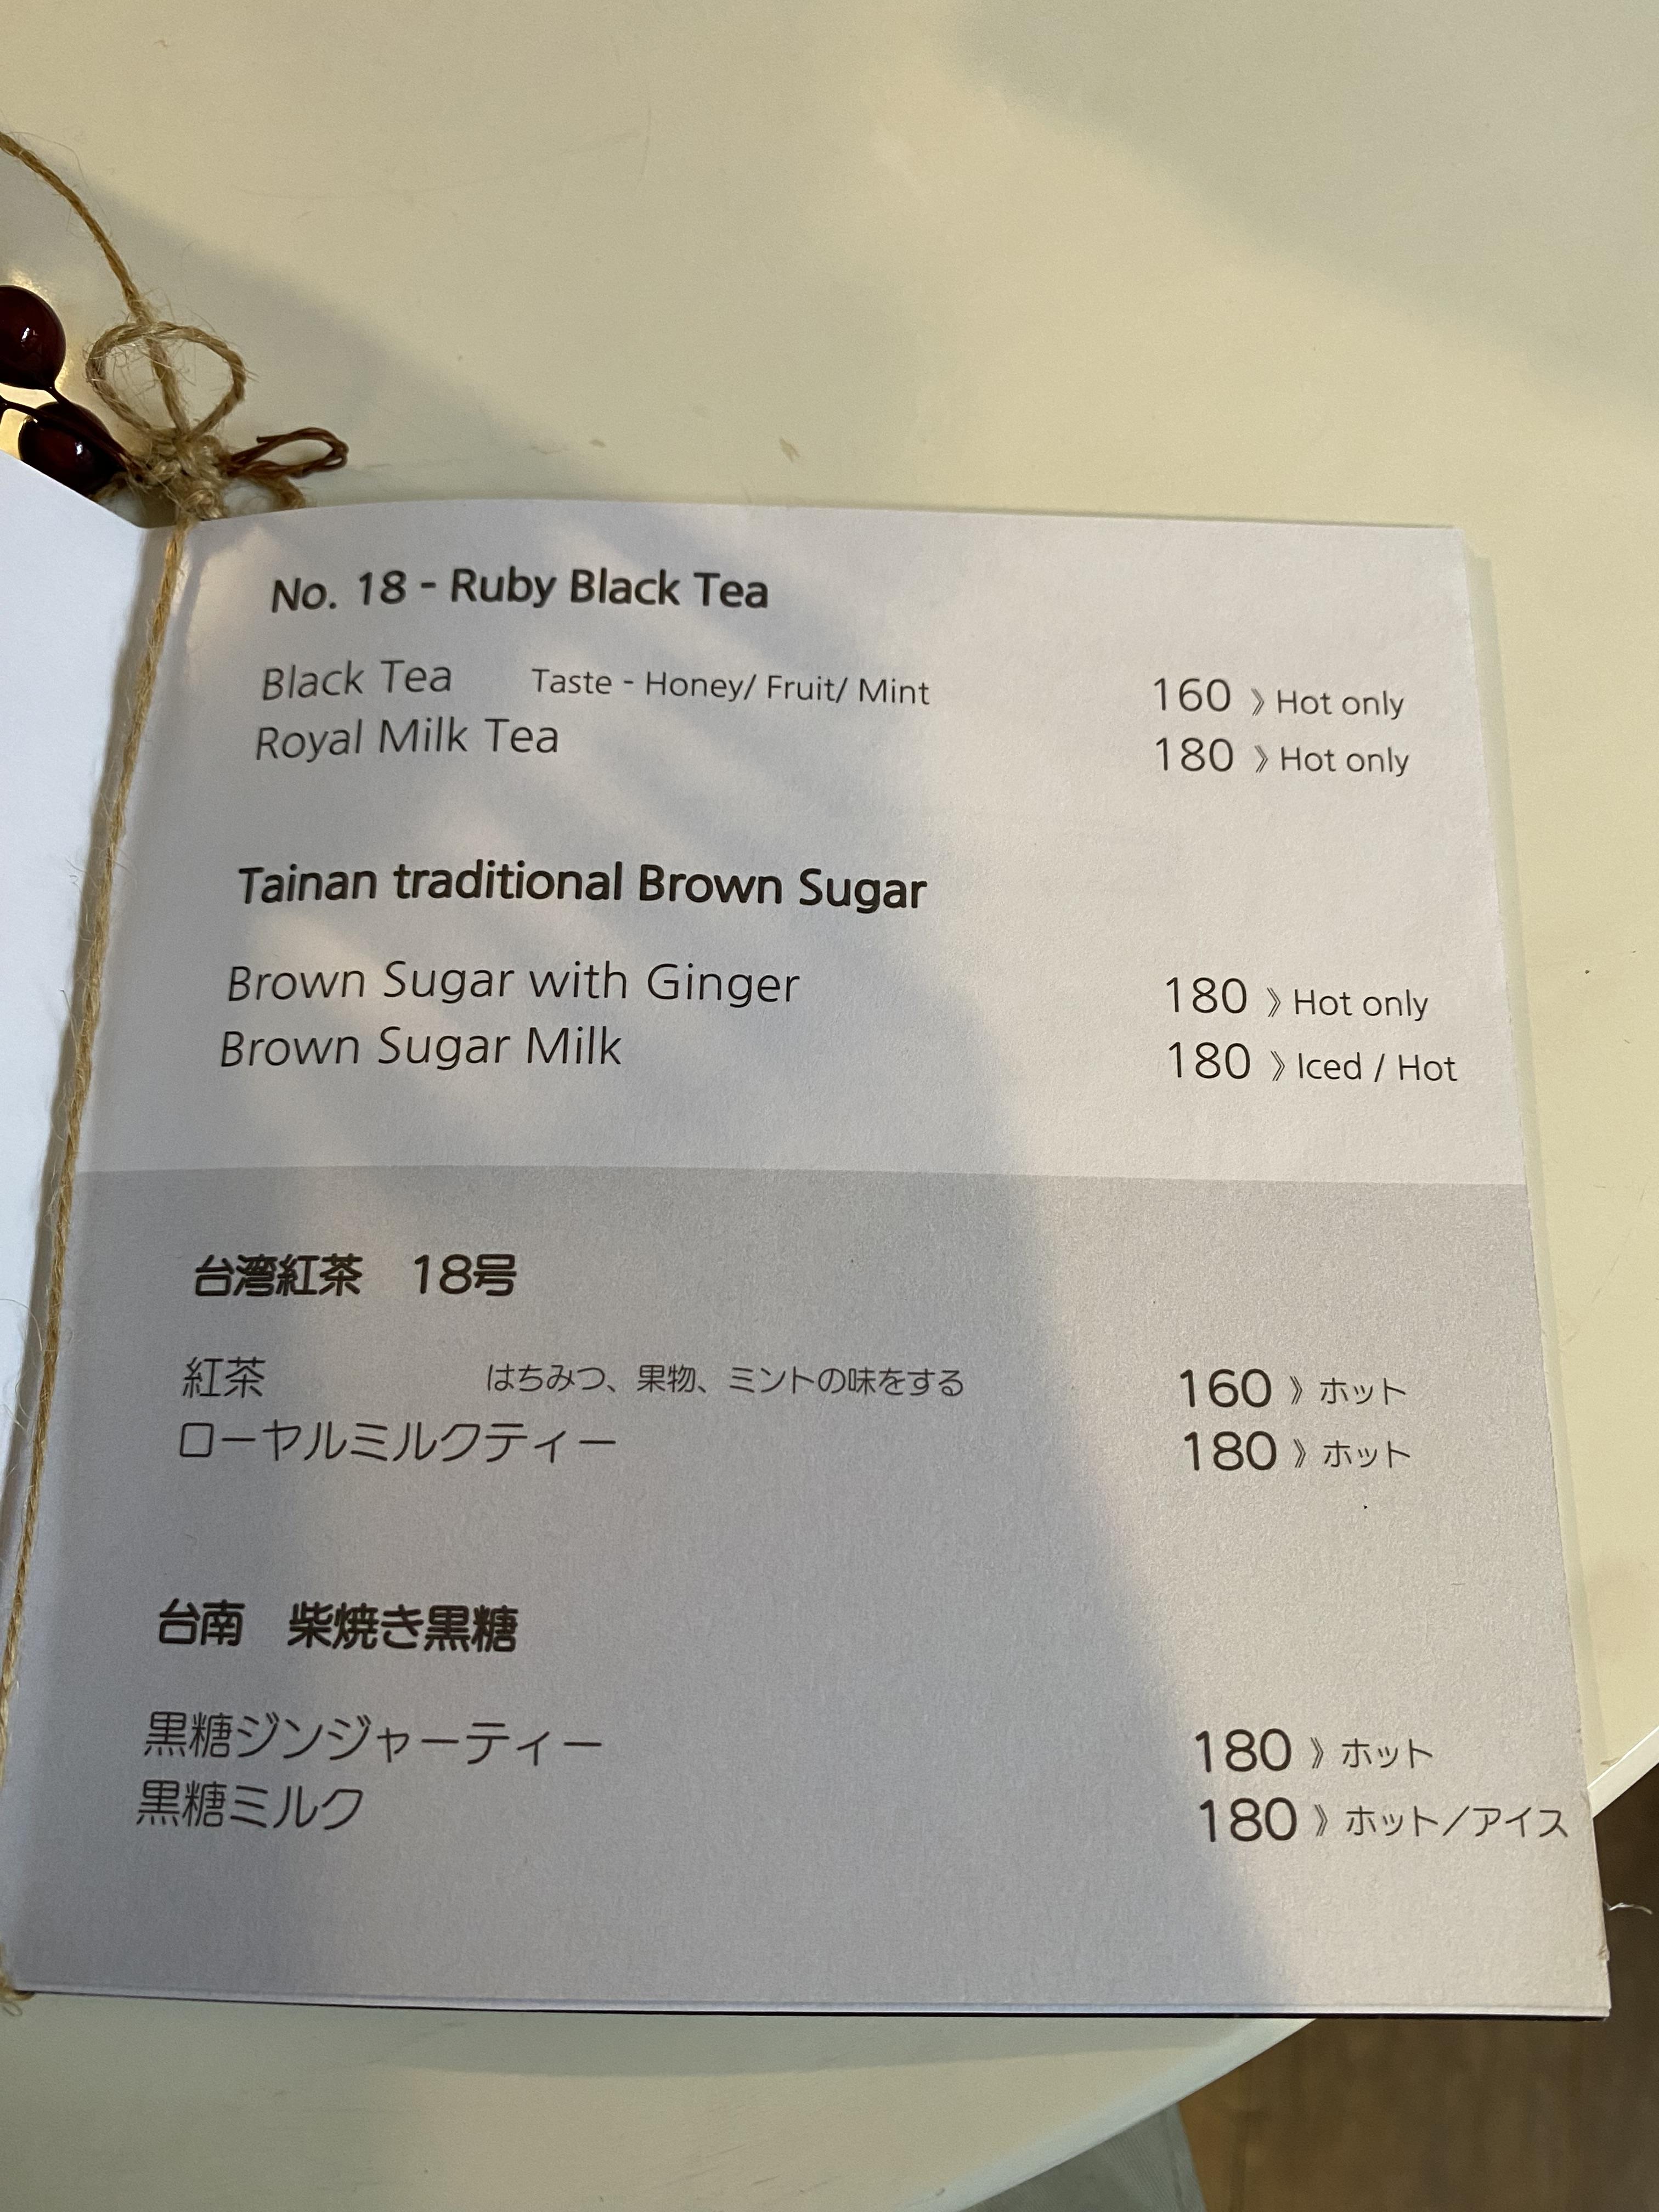 No. 18 - Ruby Black Tea
Black Tea Taste - Honey/ Fruit/ Mint 160 》Hot only
Royal Milk Tea 180 》Hot only
Tainan traditional Brown Sugar
Brown Sugar with Ginger 180 》Hot only
Brown Sugar Milk 180 》Iced / Hot
台湾紅茶　18号
紅茶 はちみつ、果物、ミントの味をする 160 》ホット
ローヤルミルクティー 180 》ホット
台南　柴焼き黒糖
黒糖ジンジャーティー 180 》ホット
黒糖ミルク 180 》ホット／アイス